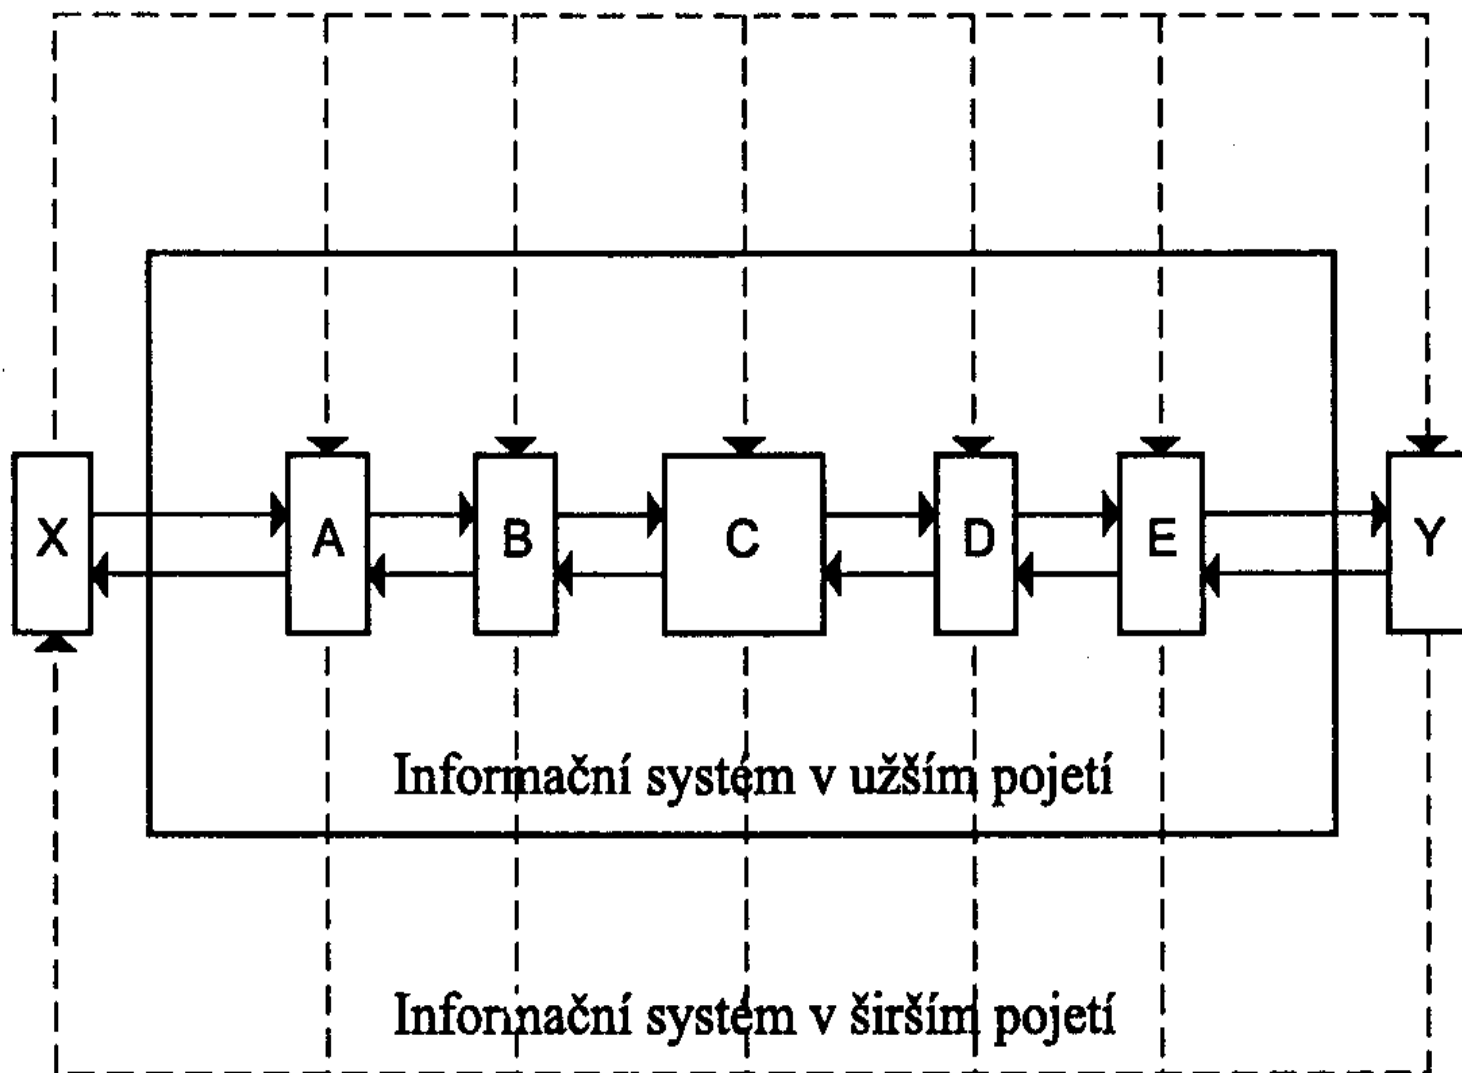 X A B C D E Y
Informační systém v užším pojetí
Informační systém v širším pojetí